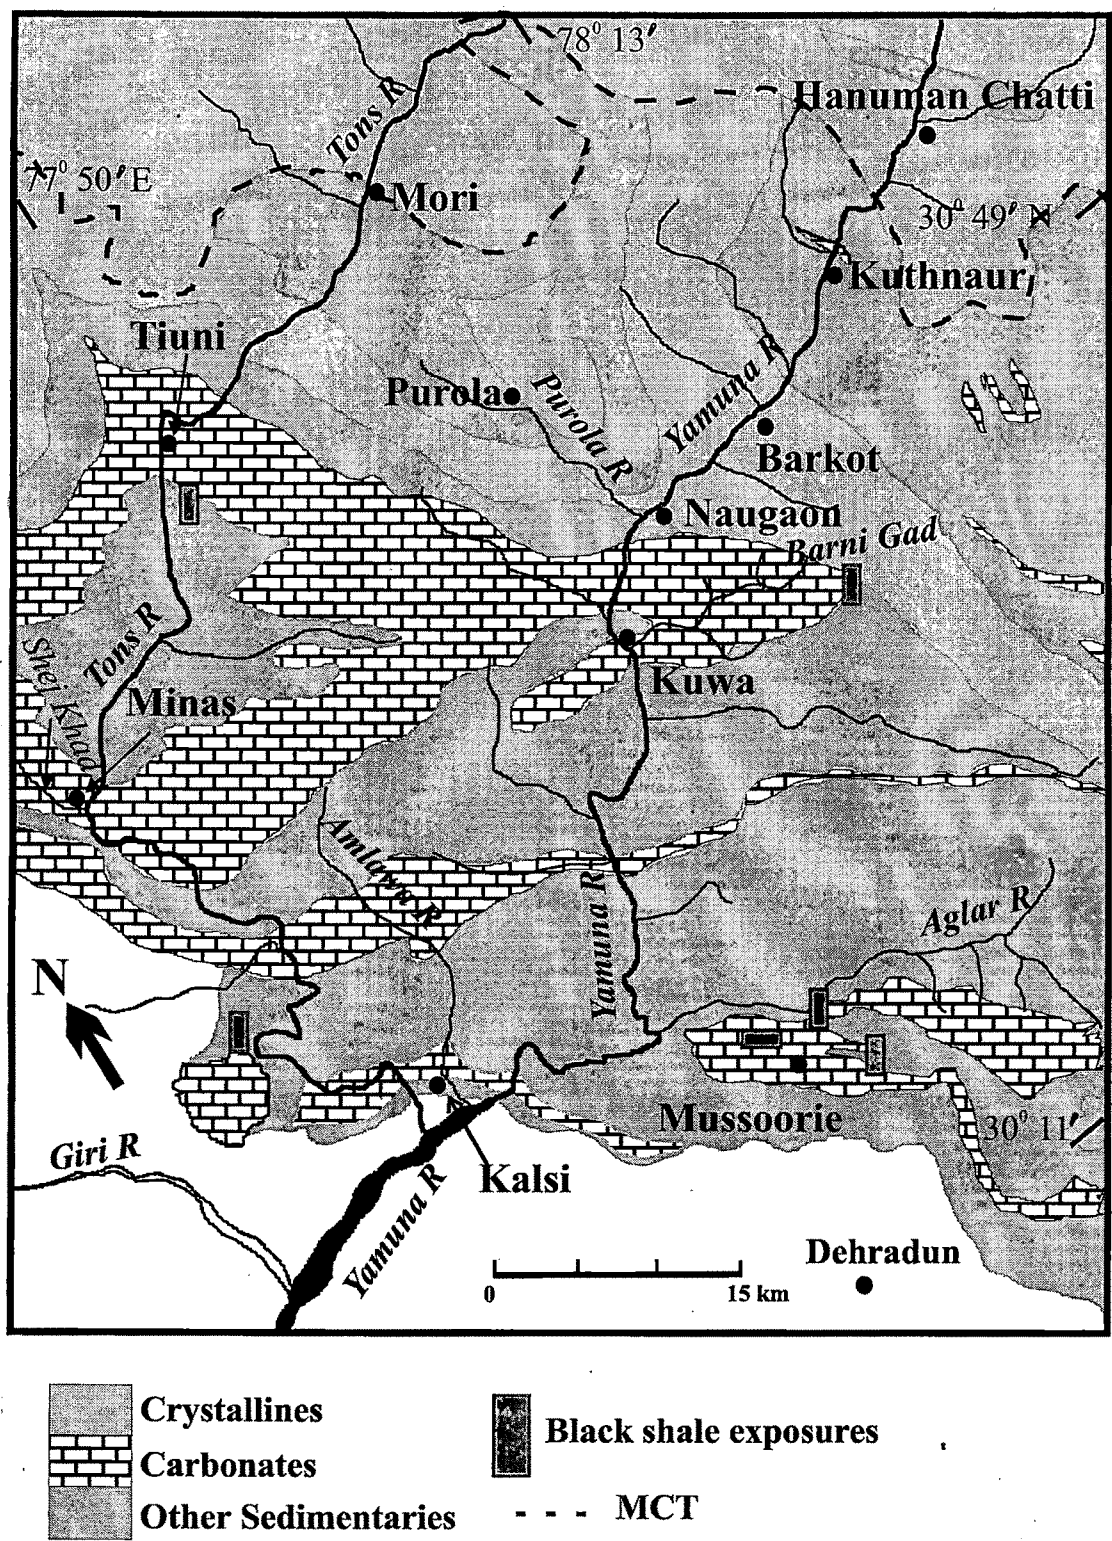 78° 13′
Hanuman Chatti
Tons R
77° 50′E
Mori
30° 49′ N
Kuthnaur
Tiuni
Purola
Purola R
Yamuna R
Barkot
Naugaon
Barni Gad
Tons R
Shej Khad
Minas
Kuwa
Amlawa R
Yamuna R
Aglar R
N
Mussoorie
30° 11′
Giri R
Kalsi
Yamuna R
Dehradun
0 15 km
Crystallines
Carbonates
Other Sedimentaries
Black shale exposures
MCT